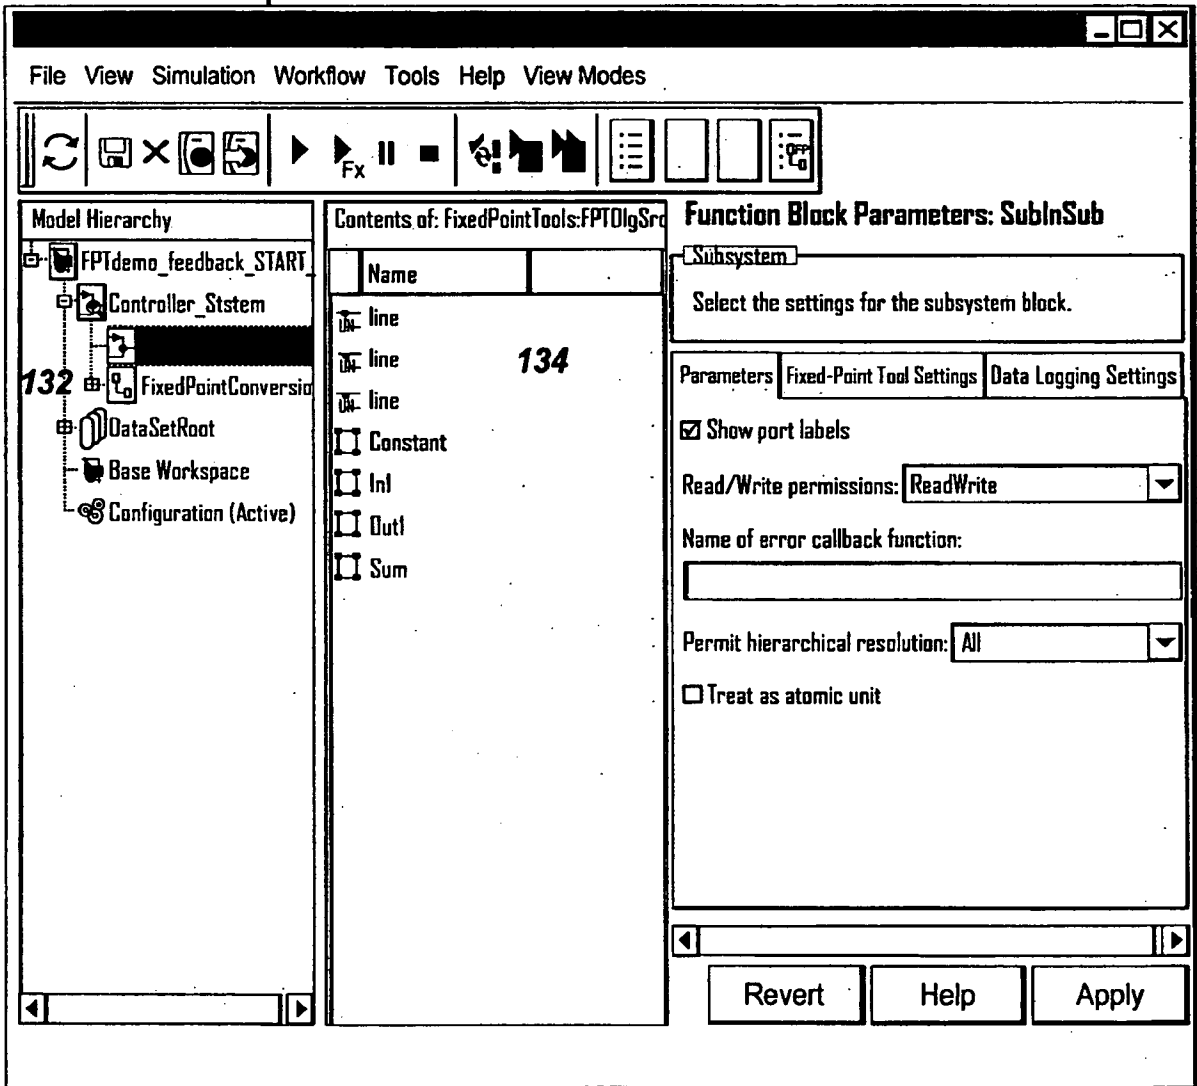 File View Simulation Workflow Tools Help View Modes
Fx
Model Hierarchy
FPTdemo_feedback_START_
Controller_Ststem
132
FixedPointConversio
DataSetRoot
Base Workspace
Configuration (Active)
Contents of: FixedPointTools:FPTDlgSrc
Name
line
line
134
line
Constant
In1
Out1
Sum
Function Block Parameters: SubInSub
Subsystem
Select the settings for the subsystem block.
Parameters Fixed-Point Tool Settings Data Logging Settings
Show port labels
Read/Write permissions: ReadWrite
Name of error callback function:
Permit hierarchical resolution: All
Treat as atomic unit
Revert Help Apply